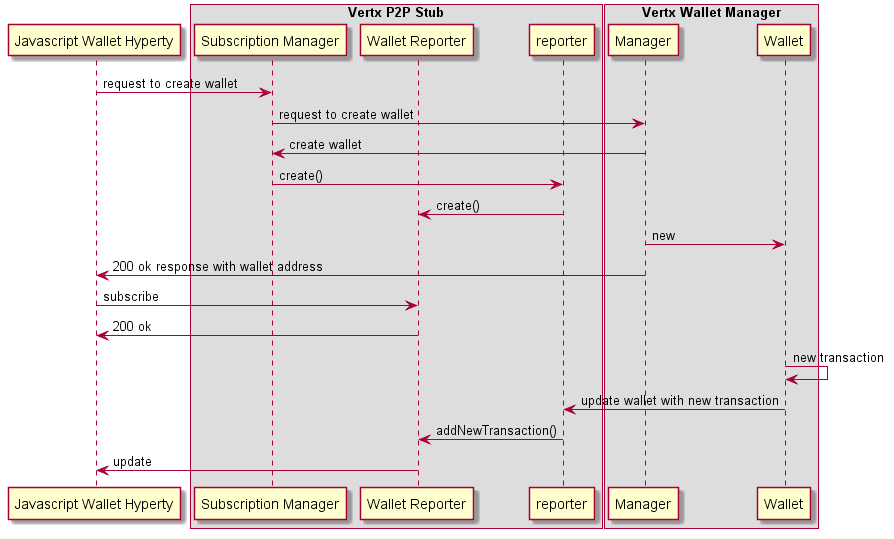 Vertx P2P Stub
Vertx Wallet Manager
Javascript Wallet Hyperty
Subscription Manager
Wallet Reporter
reporter
Manager
Wallet
request to create wallet
request to create wallet
create wallet
create()
create()
new
200 ok response with wallet address
subscribe
200 ok
new transaction
update wallet with new transaction
addNewTransaction()
update
Javascript Wallet Hyperty
Subscription Manager
Wallet Reporter
reporter
Manager
Wallet